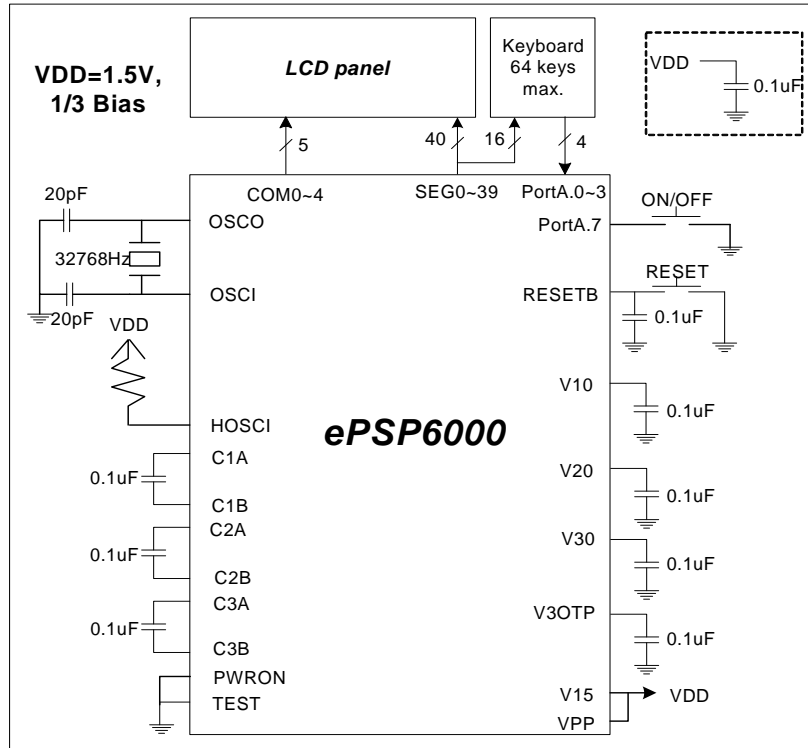 VDD=1.5V,
1/3 Bias
LCD panel
Keyboard
64 keys
max.
VDD
0.1uF
5
40
16
4
COM0~4
SEG0~39
PortA.0~3
20pF
OSCO
32768Hz
OSCI
20pF
PortA.7
ON/OFF
RESETB
RESET
0.1uF
VDD
HOSCI
ePSP6000
C1A
0.1uF
C1B
C2A
0.1uF
C2B
C3A
0.1uF
C3B
PWRON
TEST
V10
0.1uF
V20
0.1uF
V30
0.1uF
V3OTP
0.1uF
V15
VDD
VPP